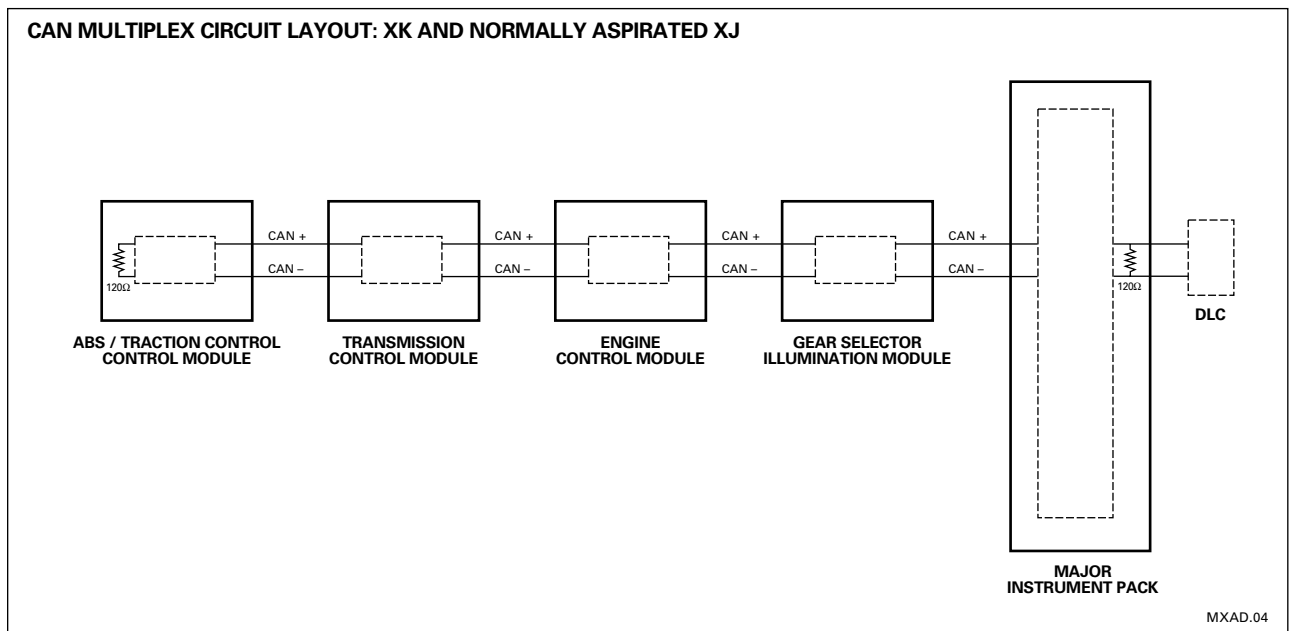 CAN MULTIPLEX CIRCUIT LAYOUT: XK AND NORMALLY ASPIRATED XJ
CAN +
CAN –
CAN +
CAN –
CAN +
CAN –
CAN +
CAN –
120Ω
120Ω
ABS / TRACTION CONTROL
CONTROL MODULE
TRANSMISSION
CONTROL MODULE
ENGINE
CONTROL MODULE
GEAR SELECTOR
ILLUMINATION MODULE
DLC
MAJOR
INSTRUMENT PACK
MXAD.04